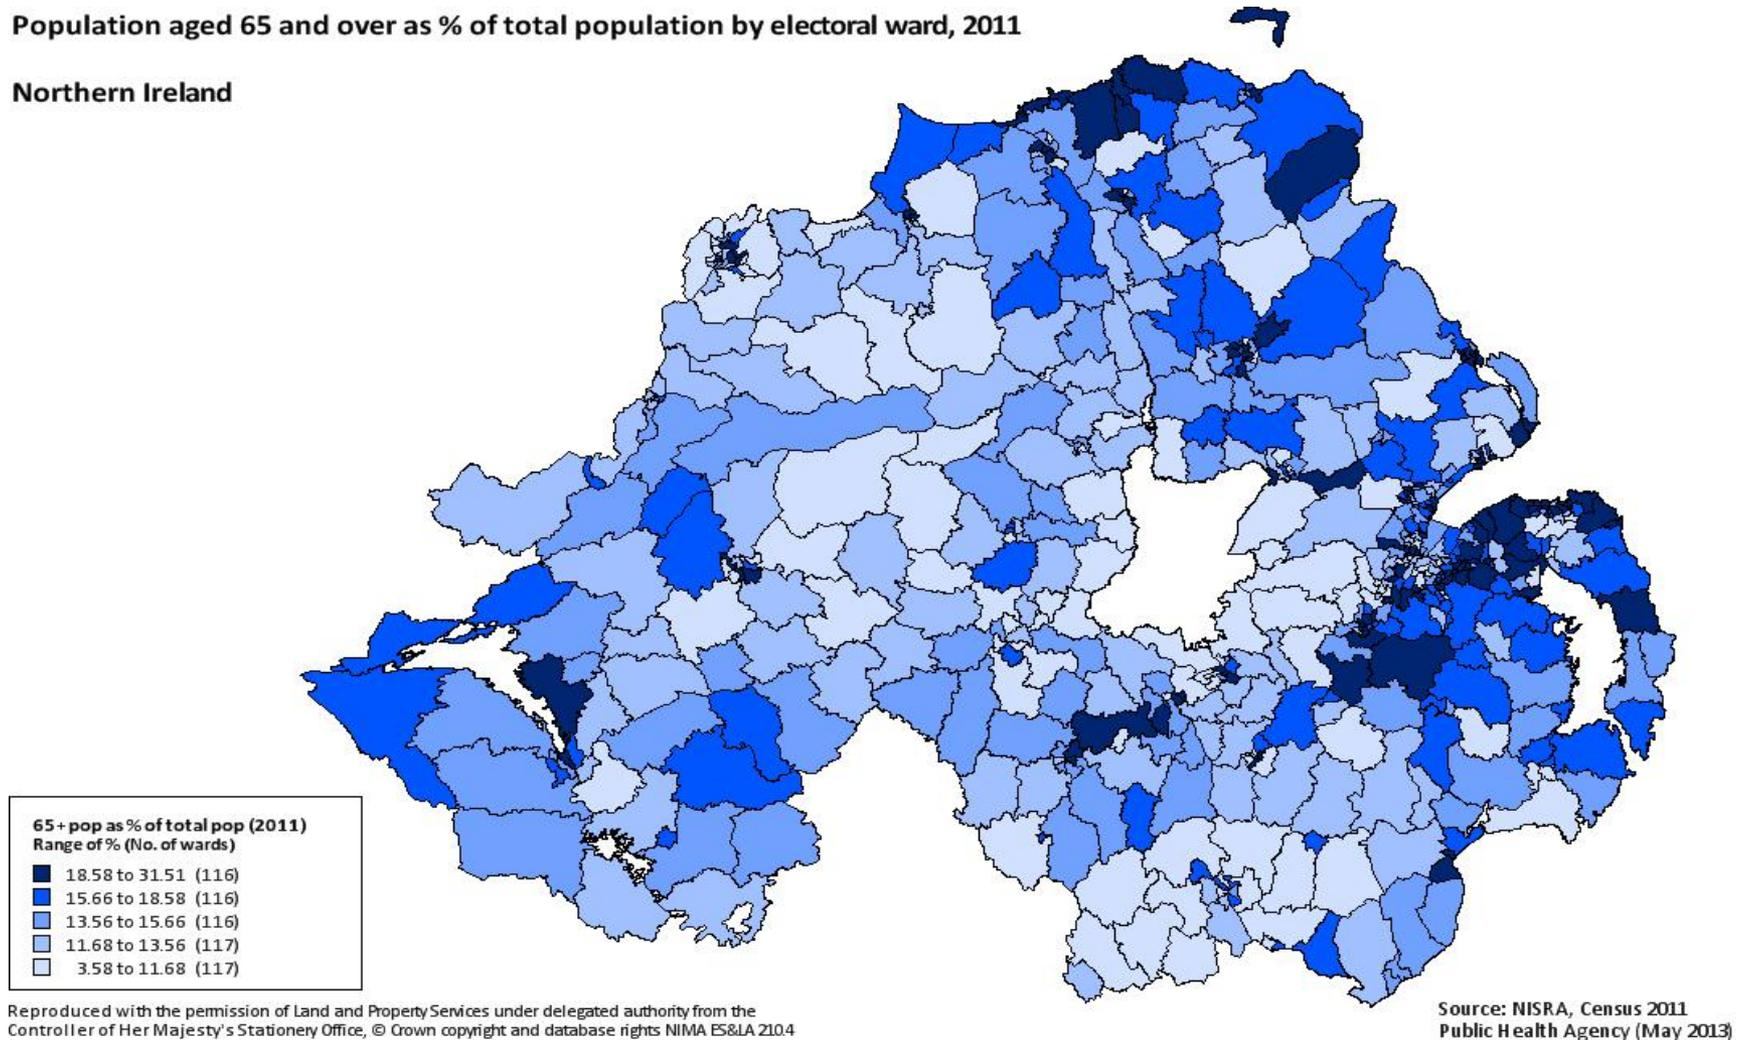 Population aged 65 and over as % of total population by electoral ward, 2011
Northern Ireland
65+ pop as % of total pop (2011)
Range of % (No. of wards)
18.58 to 31.51 (116)
15.66 to 18.58 (116)
13.56 to 15.66 (116)
11.68 to 13.56 (117)
3.58 to 11.68 (117)
Reproduced with the permission of Land and Property Services under delegated authority from the
Controller of Her Majesty's Stationery Office, © Crown copyright and database rights NIMA ES&LA 210.4
Source: NISRA, Census 2011
Public Health Agency (May 2013)